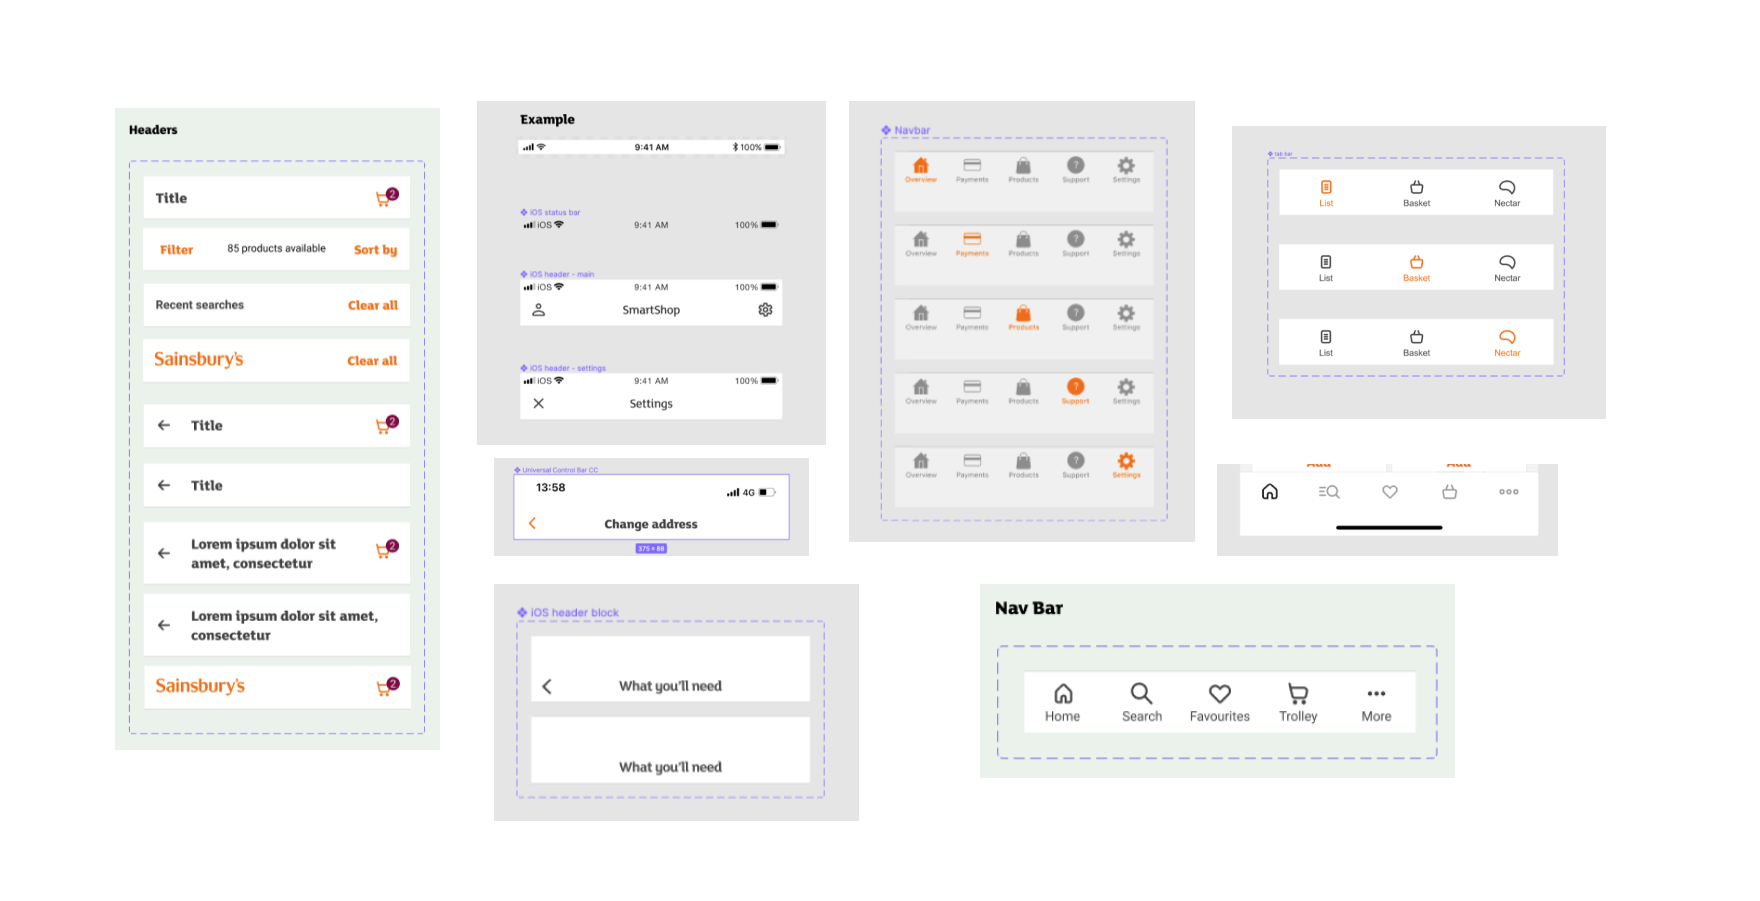 Headers
Title
2
Filter
85 products available
Sort by
Recent searches
Clear all
Sainsbury's
Clear all
Title
2
Title
Lorem ipsum dolor sit
amet, consectetur
2
Lorem ipsum dolor sit amet,
consectetur
Sainsbury's
2
Example
9:41 AM
100%
iOS status bar
iOS
9:41 AM
100%
iOS header - main
iOS
9:41 AM
100%
SmartShop
iOS header - settings
iOS
9:41 AM
100%
Settings
Universal Control Bar CC
13:58
4G
Change address
375 × 88
iOS header block
What you'll need
What you'll need
Navbar
?
Overview
Payments
Products
Support
Settings
?
Overview
Payments
Products
Support
Settings
?
Overview
Payments
Products
Support
Settings
?
Overview
Payments
Products
Support
Settings
?
Overview
Payments
Products
Support
Settings
tab bar
List
Basket
Nectar
List
Basket
Nectar
List
Basket
Nectar
Add
Add
Nav Bar
Home
Search
Favourites
Trolley
More